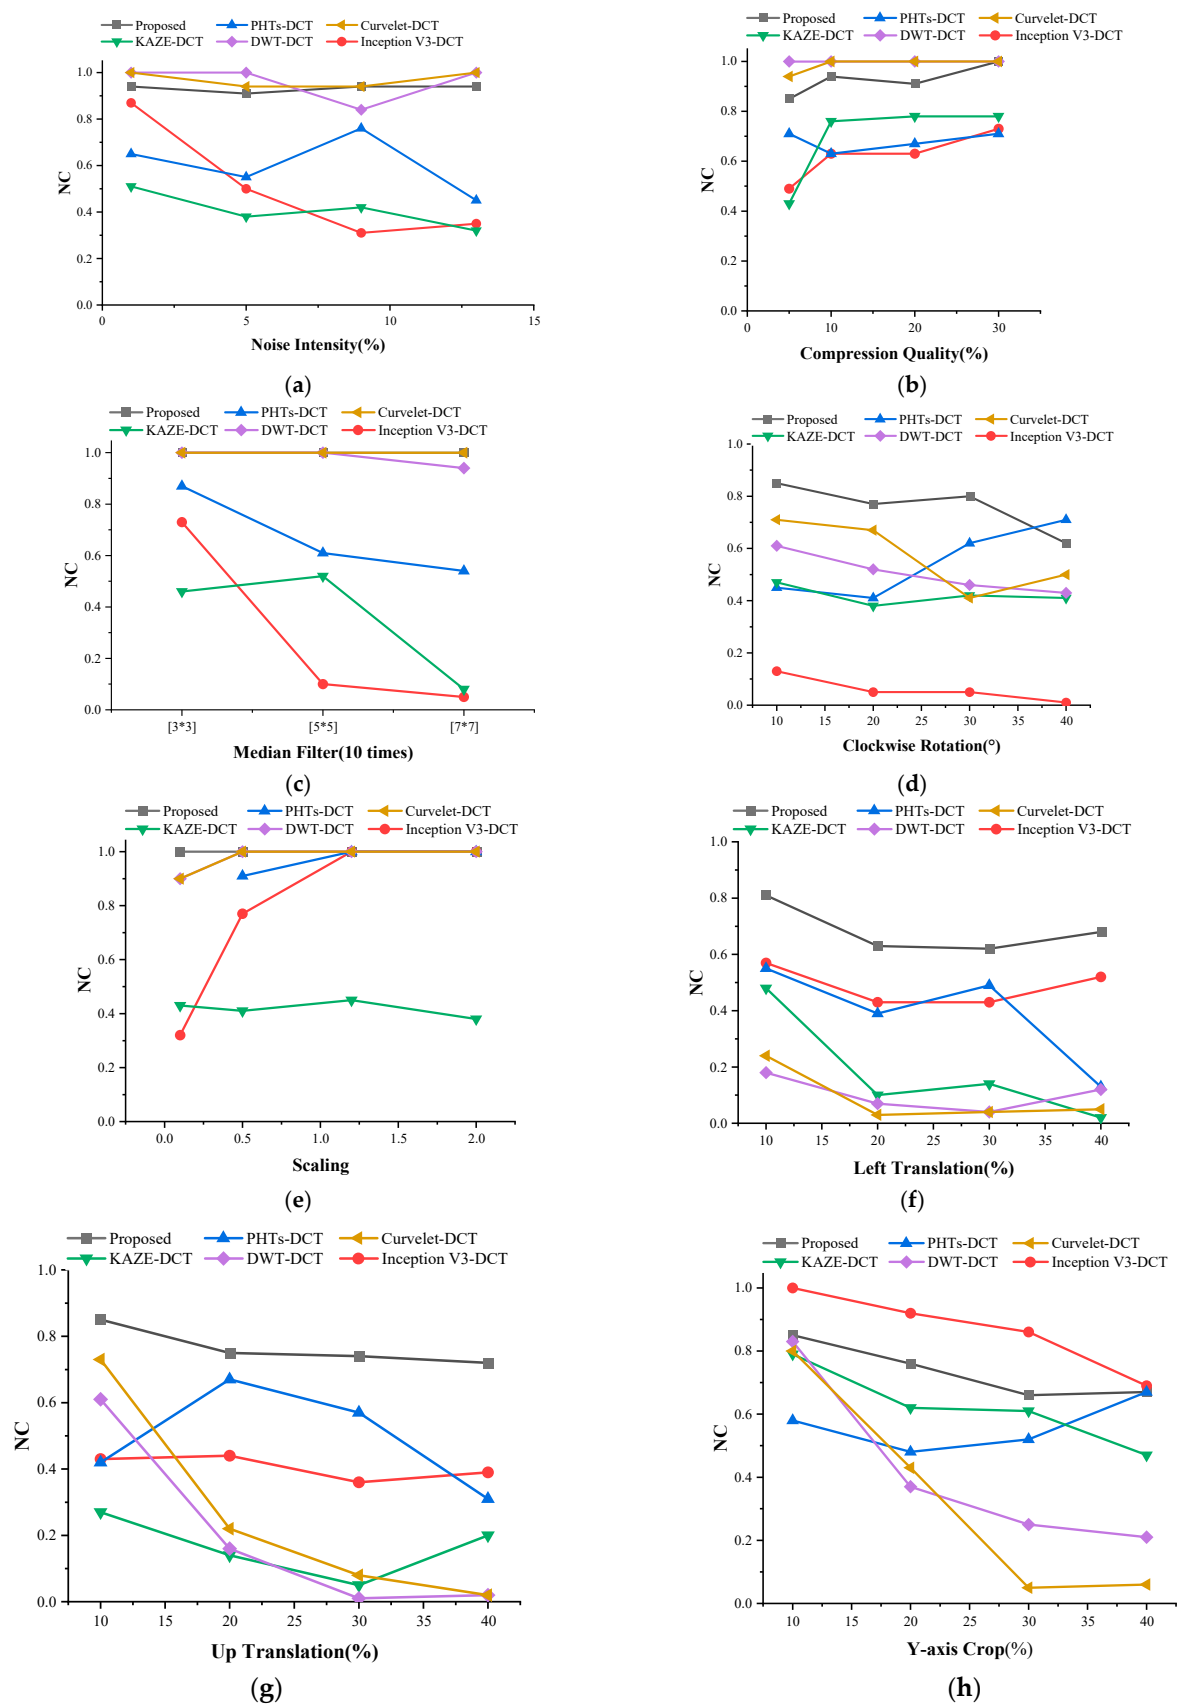 Proposed PHTs-DCT Curvelet-DCT
KAZE-DCT DWT-DCT Inception V3-DCT
1.0
0.8
0.6
0.4
0.2
0.0
NC
0 5 10 15
Noise Intensity(%)
(a)
Proposed PHTs-DCT Curvelet-DCT
KAZE-DCT DWT-DCT Inception V3-DCT
1.0
0.8
0.6
0.4
0.2
0.0
NC
0 10 20 30
Compression Quality(%)
(b)
Proposed PHTs-DCT Curvelet-DCT
KAZE-DCT DWT-DCT Inception V3-DCT
1.0
0.8
0.6
0.4
0.2
0.0
NC
[3*3] [5*5] [7*7]
Median Filter(10 times)
(c)
Proposed PHTs-DCT Curvelet-DCT
KAZE-DCT DWT-DCT Inception V3-DCT
1.0
0.8
0.6
0.4
0.2
0.0
NC
10 15 20 25 30 35 40
Clockwise Rotation(°)
(d)
Proposed PHTs-DCT Curvelet-DCT
KAZE-DCT DWT-DCT Inception V3-DCT
1.0
0.8
0.6
0.4
0.2
0.0
NC
0.0 0.5 1.0 1.5 2.0
Scaling
(e)
Proposed PHTs-DCT Curvelet-DCT
KAZE-DCT DWT-DCT Inception V3-DCT
1.0
0.8
0.6
0.4
0.2
0.0
NC
10 15 20 25 30 35 40
Left Translation(%)
(f)
Proposed PHTs-DCT Curvelet-DCT
KAZE-DCT DWT-DCT Inception V3-DCT
1.0
0.8
0.6
0.4
0.2
0.0
NC
10 15 20 25 30 35 40
Up Translation(%)
(g)
Proposed PHTs-DCT Curvelet-DCT
KAZE-DCT DWT-DCT Inception V3-DCT
1.0
0.8
0.6
0.4
0.2
0.0
NC
10 15 20 25 30 35 40
Y-axis Crop(%)
(h)